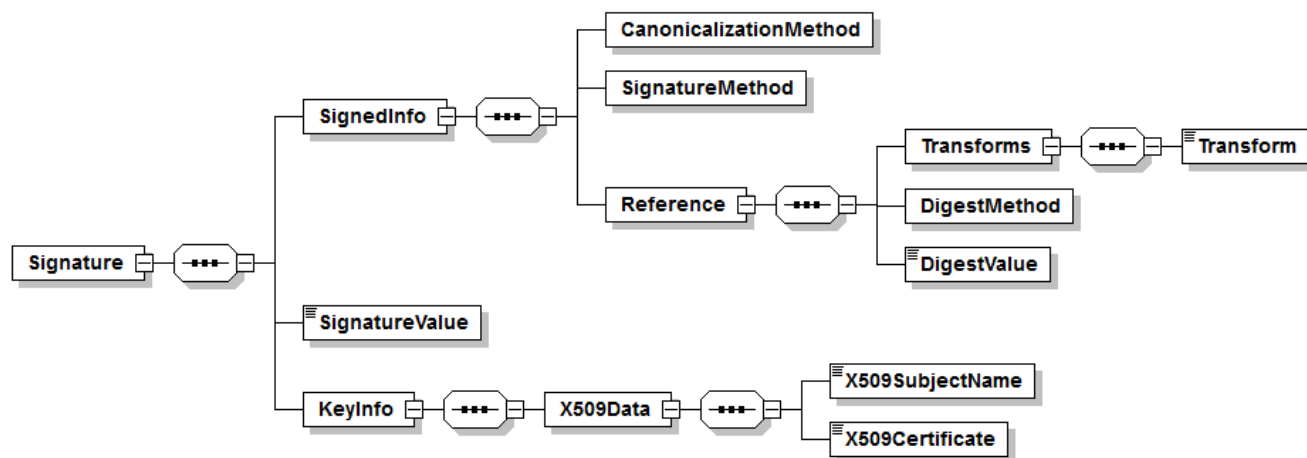 CanonicalizationMethod
SignatureMethod
SignedInfo
Transforms
Transform
Reference
DigestMethod
DigestValue
Signature
SignatureValue
KeyInfo
X509Data
X509SubjectName
X509Certificate